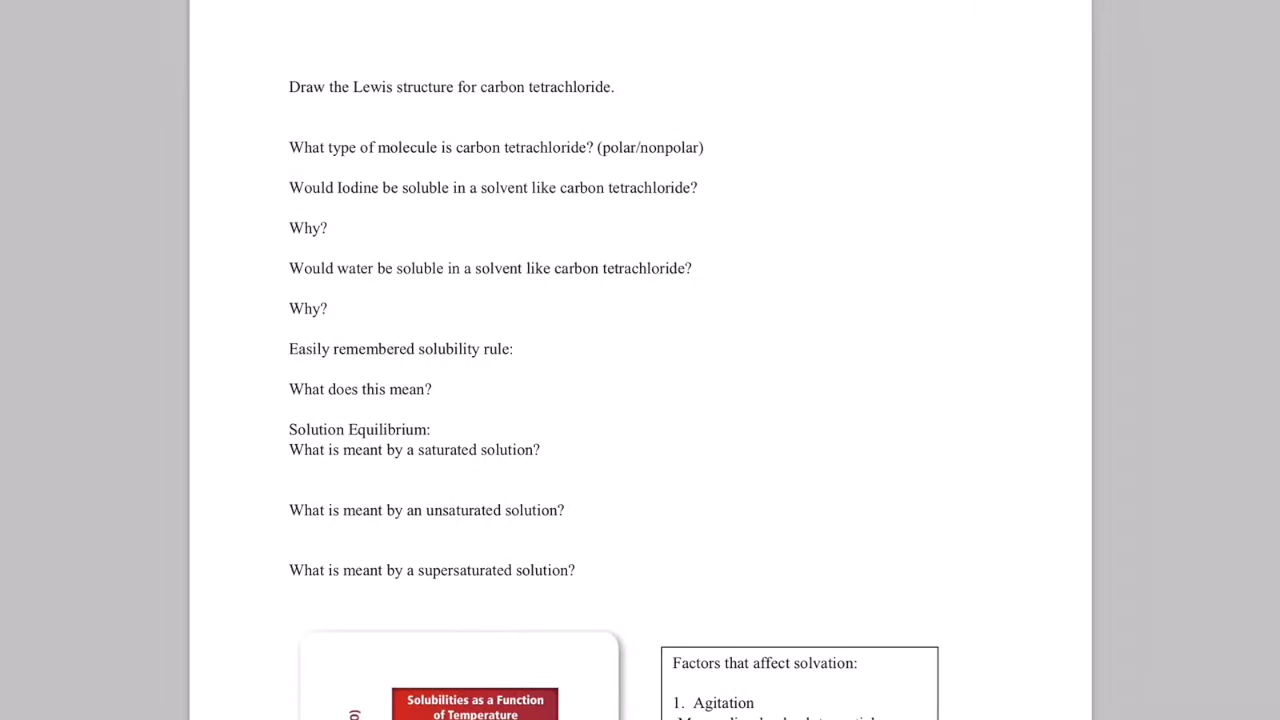 Draw the Lewis structure for carbon tetrachloride.
What type of molecule is carbon tetrachloride? (polar/nonpolar)
Would Iodine be soluble in a solvent like carbon tetrachloride?
Why?
Would water be soluble in a solvent like carbon tetrachloride?
Why?
Easily remembered solubility rule:
What does this mean?
Solution Equilibrium:
What is meant by a saturated solution?
What is meant by an unsaturated solution?
What is meant by a supersaturated solution?
Solubilities as a Function
of Temperature
Factors that affect solvation:
1. Agitation